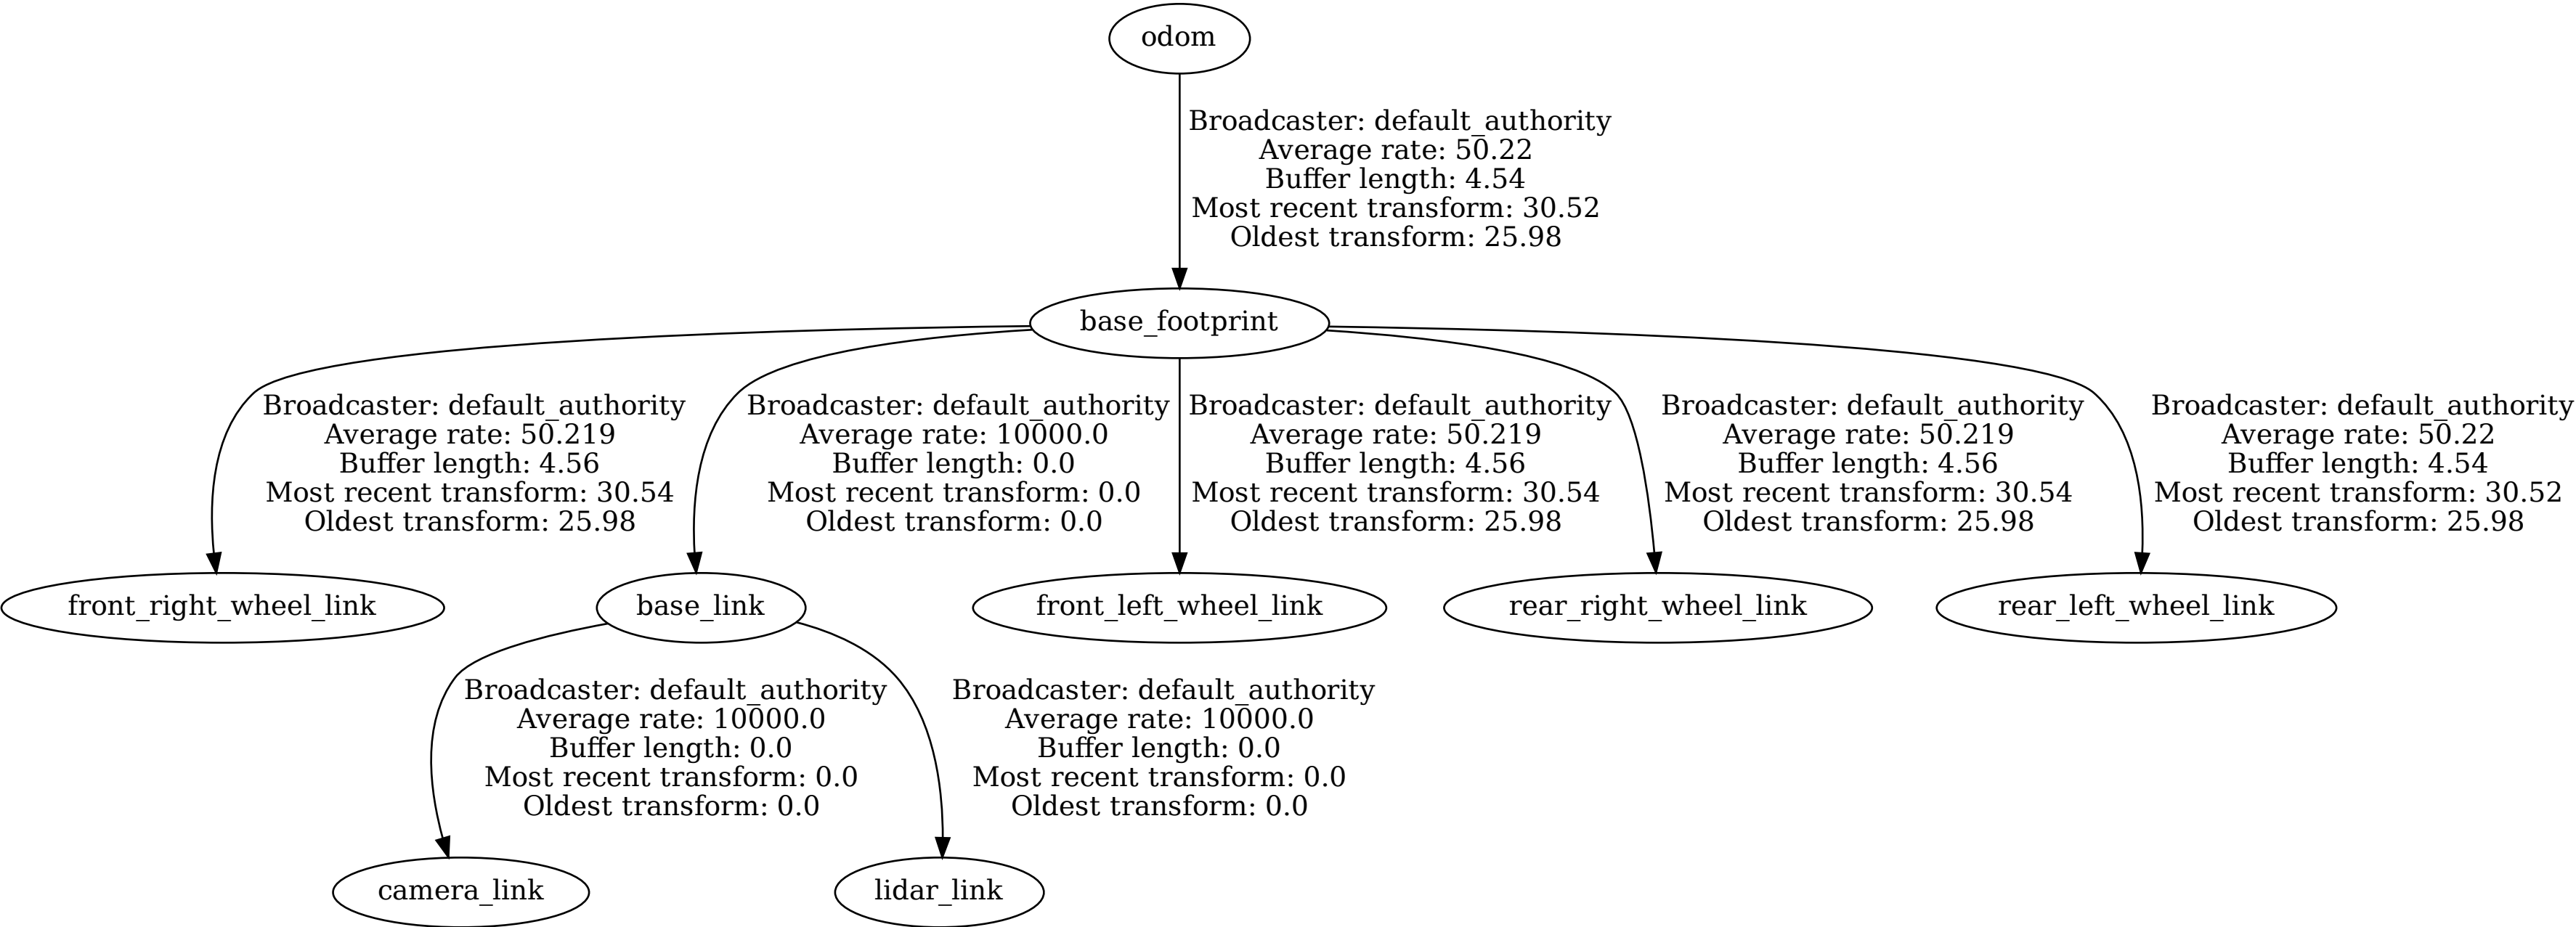 odom
Broadcaster: default_authority
Average rate: 50.22
Buffer length: 4.54
Most recent transform: 30.52
Oldest transform: 25.98
base_footprint
Broadcaster: default_authority
Average rate: 50.219
Buffer length: 4.56
Most recent transform: 30.54
Oldest transform: 25.98
Broadcaster: default_authority
Average rate: 10000.0
Buffer length: 0.0
Most recent transform: 0.0
Oldest transform: 0.0
Broadcaster: default_authority
Average rate: 50.219
Buffer length: 4.56
Most recent transform: 30.54
Oldest transform: 25.98
Broadcaster: default_authority
Average rate: 50.219
Buffer length: 4.56
Most recent transform: 30.54
Oldest transform: 25.98
Broadcaster: default_authority
Average rate: 50.22
Buffer length: 4.54
Most recent transform: 30.52
Oldest transform: 25.98
front_right_wheel_link
base_link
front_left_wheel_link
rear_right_wheel_link
rear_left_wheel_link
Broadcaster: default_authority
Average rate: 10000.0
Buffer length: 0.0
Most recent transform: 0.0
Oldest transform: 0.0
Broadcaster: default_authority
Average rate: 10000.0
Buffer length: 0.0
Most recent transform: 0.0
Oldest transform: 0.0
camera_link
lidar_link